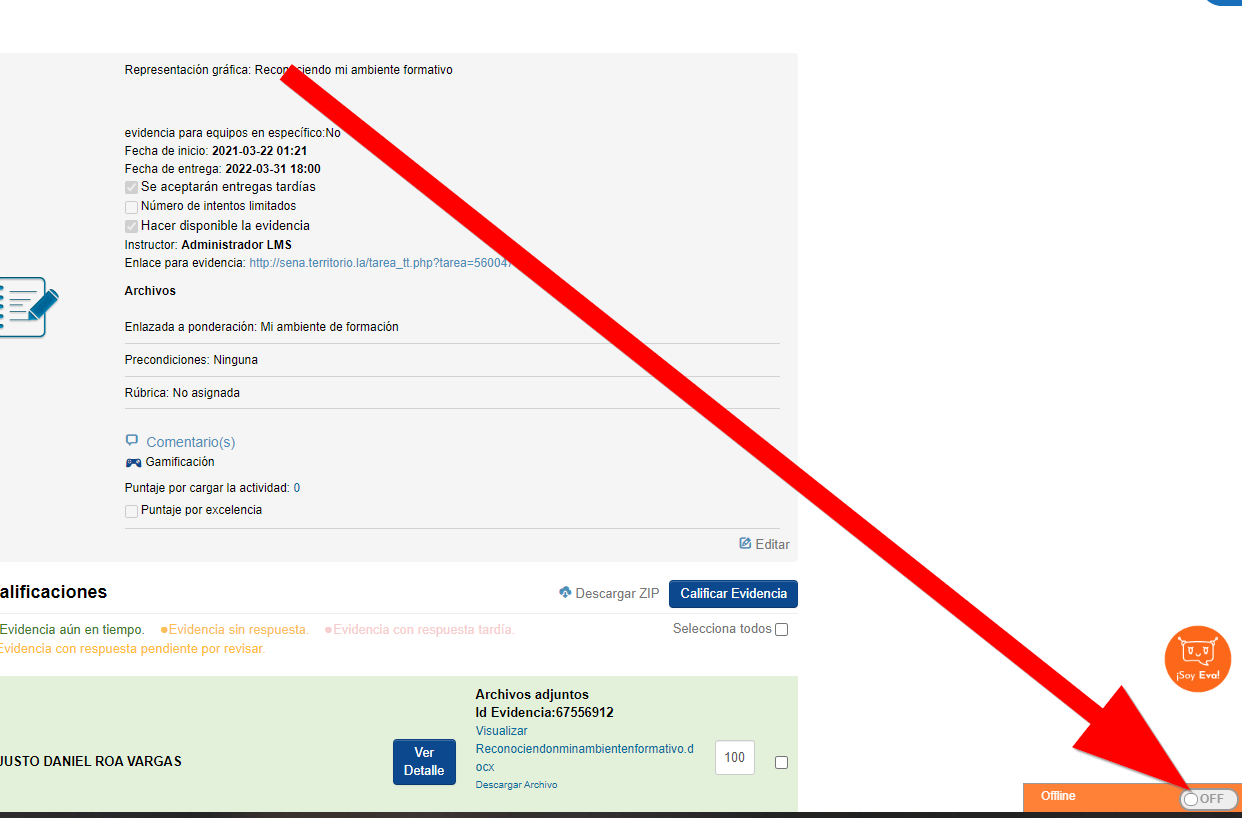 Representación gráfica: Reconociendo mi ambiente formativo
evidencia para equipos en específico:No
Fecha de inicio: 2021-03-22 01:21
Fecha de entrega: 2022-03-31 18:00
Se aceptarán entregas tardías
Número de intentos limitados
Hacer disponible la evidencia
Instructor: Administrador LMS
Enlace para evidencia: http://sena.territorio.la/tarea_tt.php?tarea=560047
Archivos
Enlazada a ponderación: Mi ambiente de formación
Precondiciones: Ninguna
Rúbrica: No asignada
Comentario(s)
Gamificación
Puntaje por cargar la actividad: 0
Puntaje por excelencia
Editar
alificaciones
Descargar ZIP Calificar Evidencia
Evidencia aún en tiempo. Evidencia sin respuesta. Evidencia con respuesta tardía.
Selecciona todos
Evidencia con respuesta pendiente por revisar.
¡Soy Eva!
Archivos adjuntos
Id Evidencia:67556912
Visualizar
Reconociendonminambientenformativo.d
ocx
Descargar Archivo
JUSTO DANIEL ROA VARGAS
Ver
Detalle
100
Offline
OFF